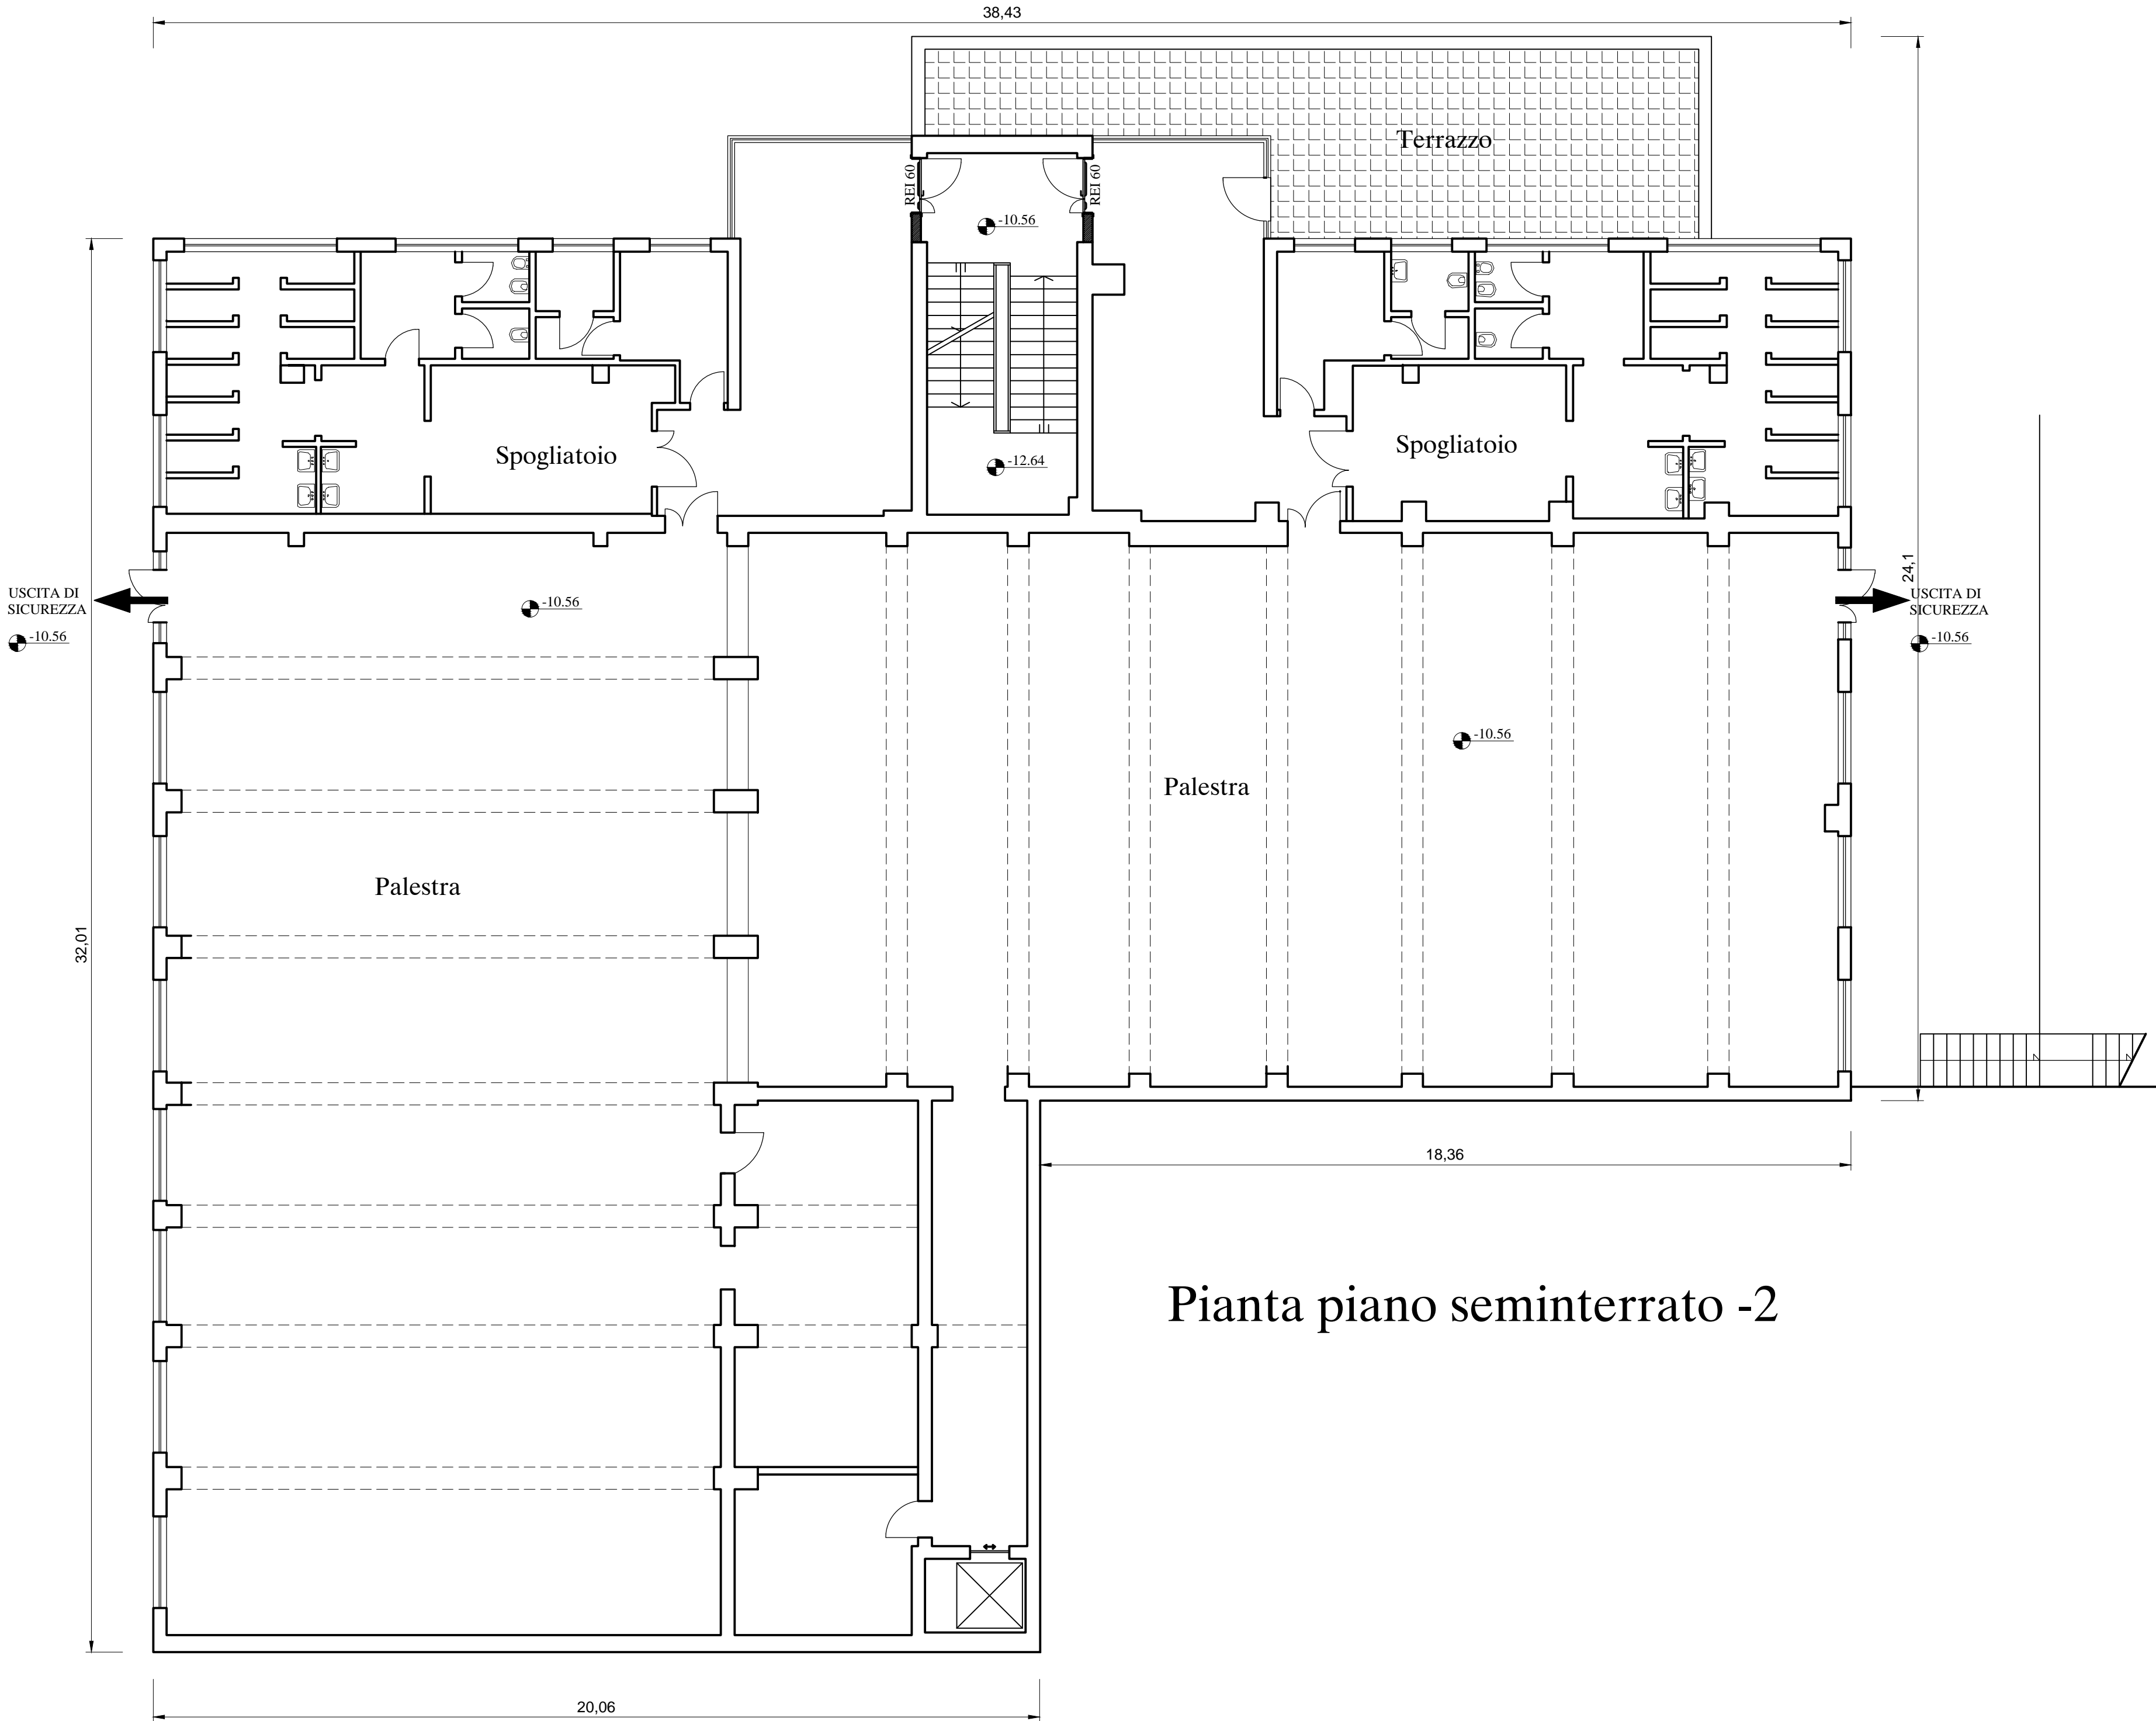 38,43
Terrazzo
REI 60
REI 60
-10.56
Spogliatoio
Spogliatoio
-12.64
24,1
USCITA DI
SICUREZZA
-10.56
-10.56
USCITA DI
SICUREZZA
-10.56
-10.56
Palestra
Palestra
32,01
18,36
Pianta piano seminterrato -2
20,06